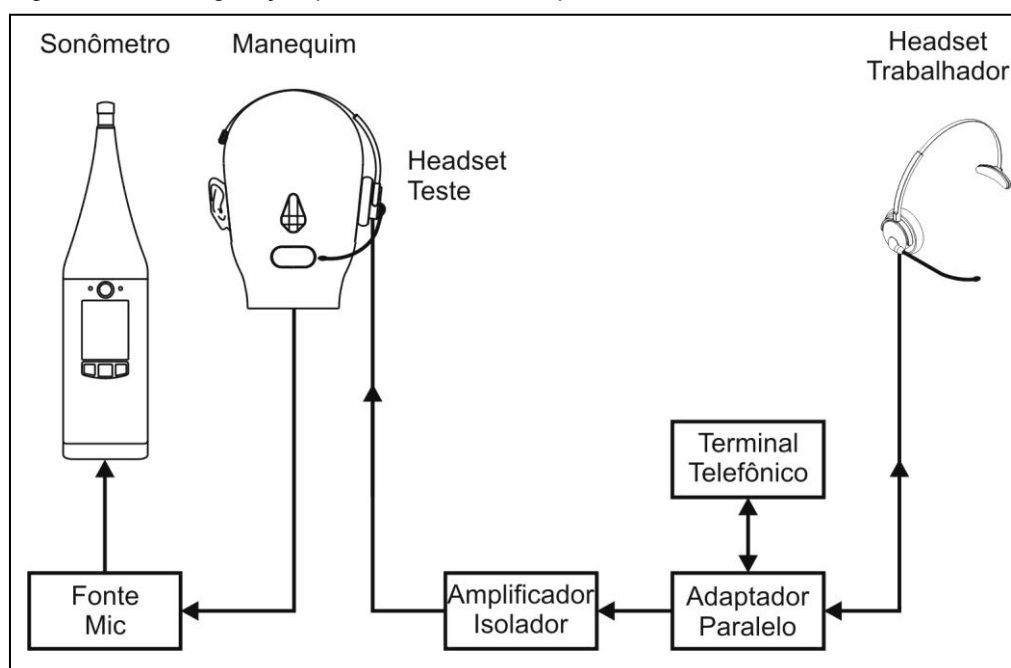 Sonômetro
Manequim
Headset
Trabalhador
Headset
Teste
Terminal
Telefônico
Fonte
Mic
Amplificador
Isolador
Adaptador
Paralelo